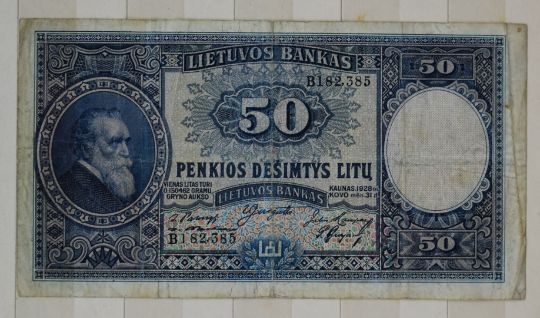 LIETUVOS BANKAS
B182,385
50
50
PENKIOS DEŠIMTYS LITŲ
VIENAS LITAS TURI
0·150462 GRAMŲ
GRYNO AUKSO
LIETUVOS BANKAS
KAUNAS, 1928 m.
KOVO mėn. 31 d.
B182,385
50